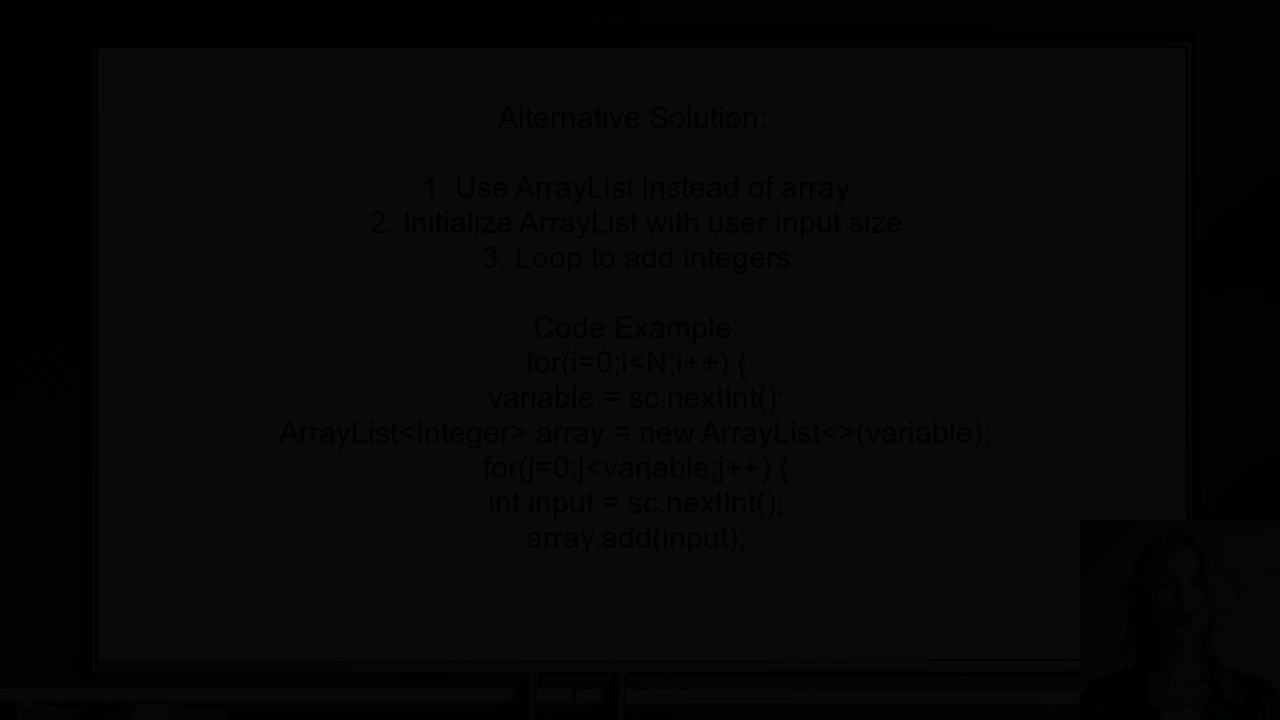 Alternative Solution:
1. Use ArrayList instead of array
2. Initialize ArrayList with user input size
3. Loop to add integers
Code Example:
for(i=0;i<N;i++) {
variable = sc.nextInt();
ArrayList<Integer> array = new ArrayList<>(variable);
for(j=0;j<variable;j++) {
int input = sc.nextInt();
array.add(input);